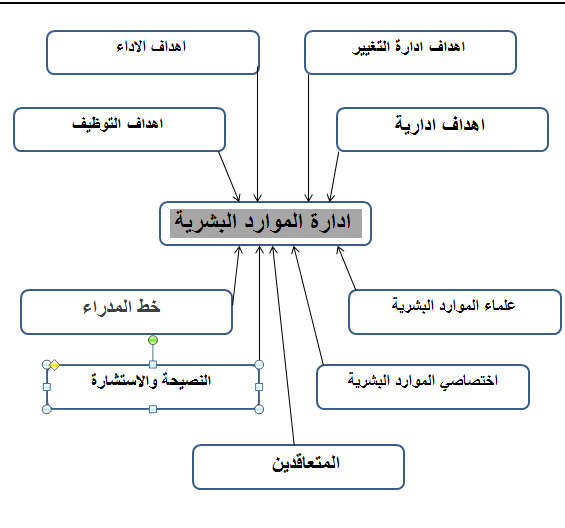 اهداف ادارة التغيير
اهداف الاداء
اهداف ادارية
اهداف التوظيف
ادارة الموارد البشرية
علماء الموارد البشرية
خط المدراء
اختصاصي الموارد البشرية
النصيحة والاستشارة
المتعاقدين